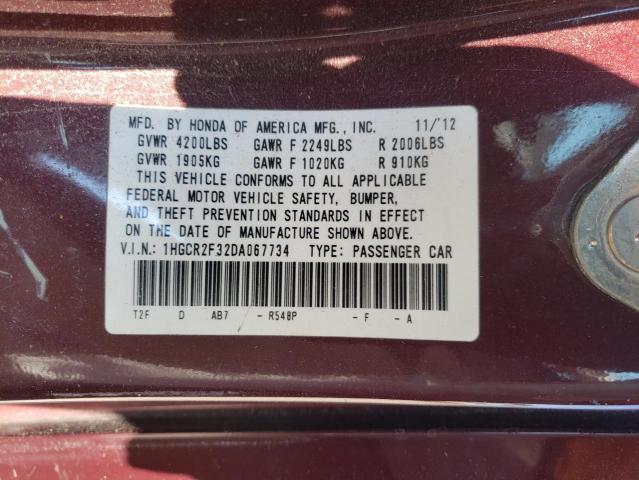 MFD. BY HONDA OF AMERICA MFG., INC. 11/'12
GVWR 4200LBS GAWR F 2249LBS R 2006LBS
GVWR 1905KG GAWR F 1020KG R 910KG
THIS VEHICLE CONFORMS TO ALL APPLICABLE
FEDERAL MOTOR VEHICLE SAFETY, BUMPER,
AND THEFT PREVENTION STANDARDS IN EFFECT
ON THE DATE OF MANUFACTURE SHOWN ABOVE.
V.I.N.: 1HGCR2F32DA067734 TYPE: PASSENGER CAR
T2F D AB7 - R548P - F - A